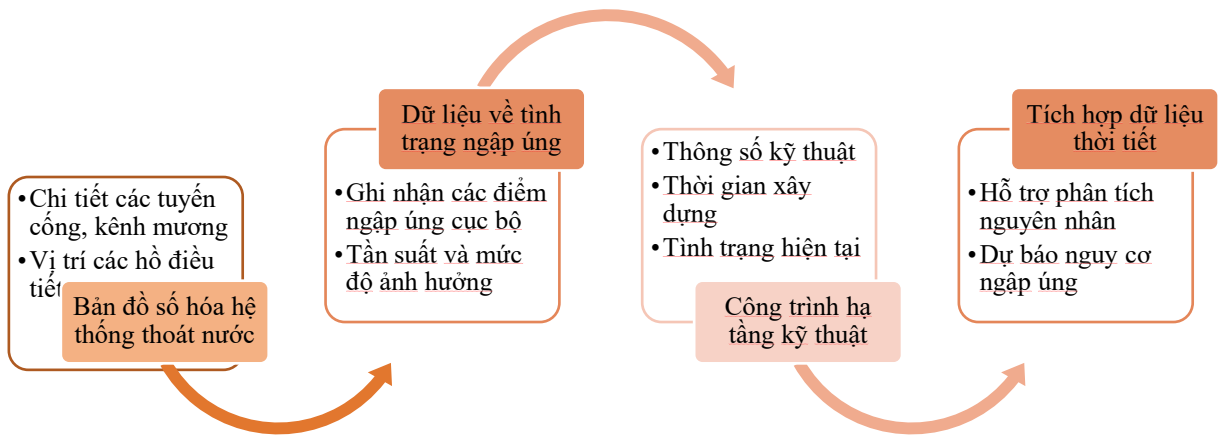 • Chi tiết các tuyến
cống, kênh mương
• Vị trí các hồ điều
tiết
Bản đồ số hóa hệ
thống thoát nước
Dữ liệu về tình
trạng ngập úng
• Ghi nhận các điểm
ngập úng cục bộ
• Tần suất và mức
độ ảnh hưởng
• Thông số kỹ thuật
• Thời gian xây
dựng
• Tình trạng hiện tại
Công trình hạ
tầng kỹ thuật
Tích hợp dữ liệu
thời tiết
• Hỗ trợ phân tích
nguyên nhân
• Dự báo nguy cơ
ngập úng